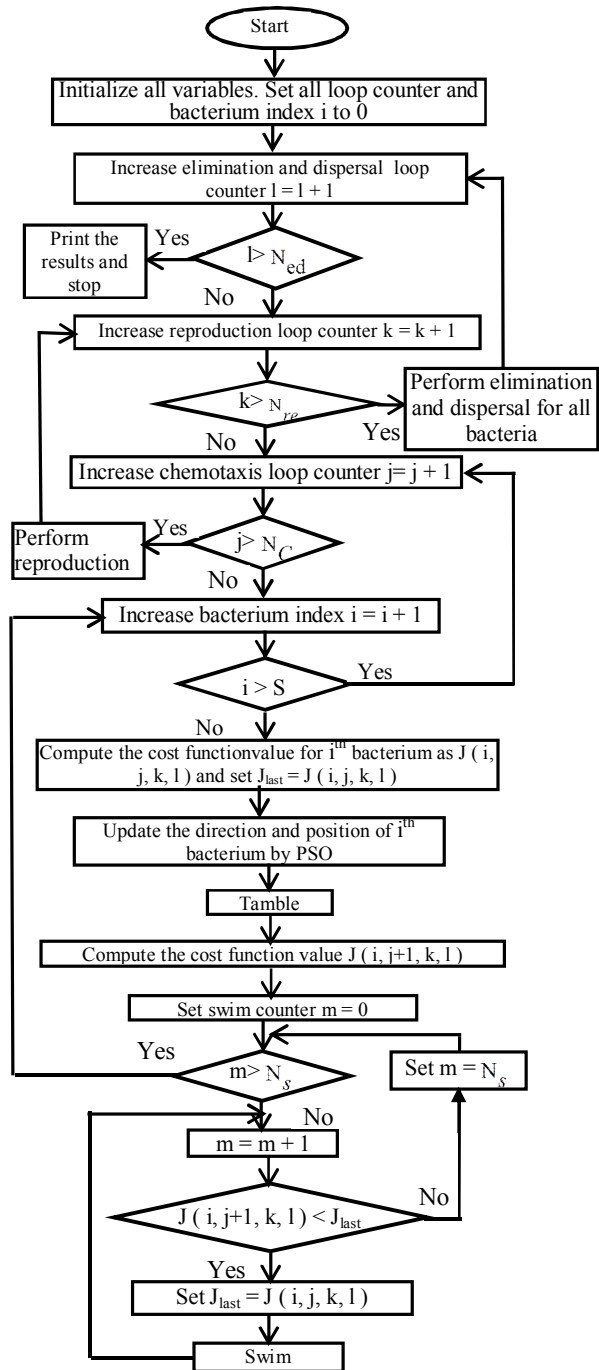 Start
Initialize all variables. Set all loop counter and
bacterium index i to 0
Increase elimination and dispersal loop
counter l = l + 1
Print the
results and
stop
Yes
l> N_ed
No
Increase reproduction loop counter k = k + 1
k> N_re
Yes
Perform elimination
and dispersal for all
bacteria
No
Increase chemotaxis loop counter j= j + 1
Perform
reproduction
Yes
j> N_C
No
Increase bacterium index i = i + 1
i > S
Yes
No
Compute the cost functionvalue for i^th bacterium as J ( i,
j, k, l ) and set J_last = J ( i, j, k, l )
Update the direction and position of i^th
bacterium by PSO
Tamble
Compute the cost function value J ( i, j+1, k, l )
Set swim counter m = 0
Yes
m> N_s
Set m = N_s
No
m = m + 1
J ( i, j+1, k, l ) < J_last
No
Yes
Set J_last = J ( i, j, k, l )
Swim